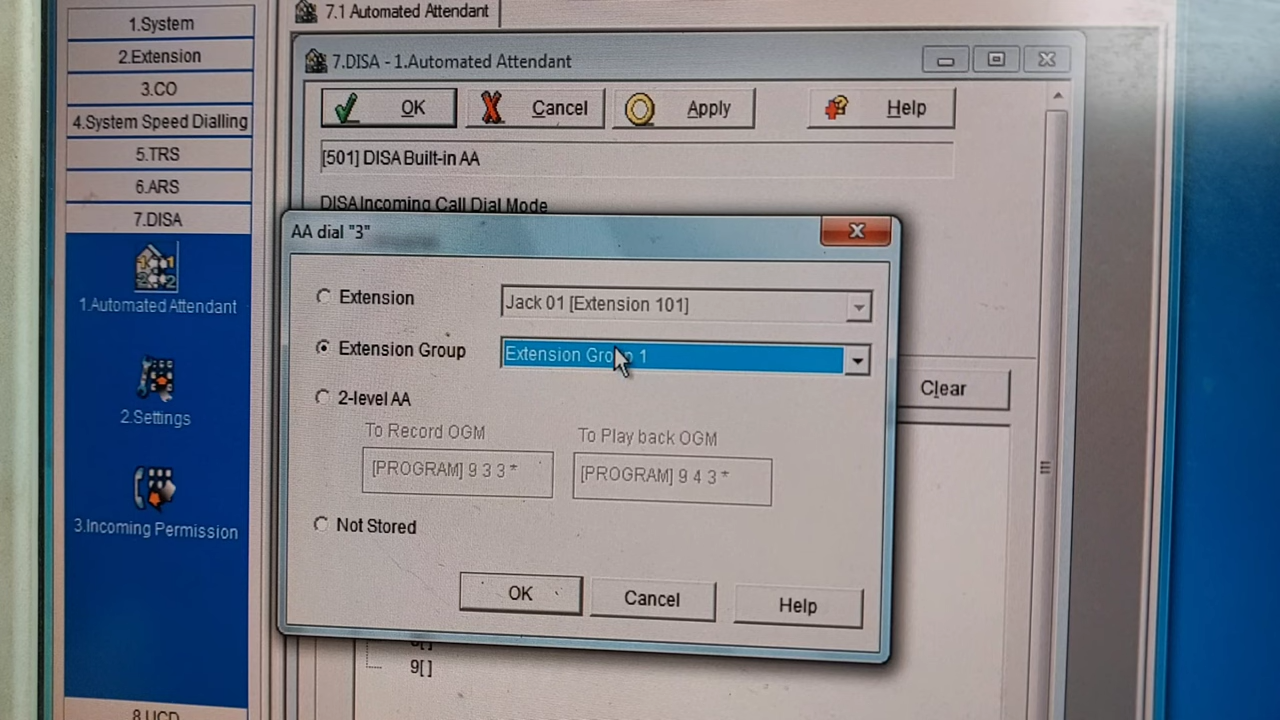 1.System
2.Extension
3.CO
4.System Speed Dialling
5.TRS
6.ARS
7.DISA
1.Automated Attendant
2.Settings
3.Incoming Permission
8.UCD
7.1 Automated Attendant
7.DISA - 1.Automated Attendant
OK Cancel Apply Help
[501] DISA Built-in AA
DISA Incoming Call Dial Mode
Clear
AA dial "3"
Extension Jack 01 [Extension 101]
Extension Group Extension Group 1
2-level AA
To Record OGM To Play back OGM
[PROGRAM] 9 3 3 * [PROGRAM] 9 4 3 *
Not Stored
OK Cancel Help
9[]